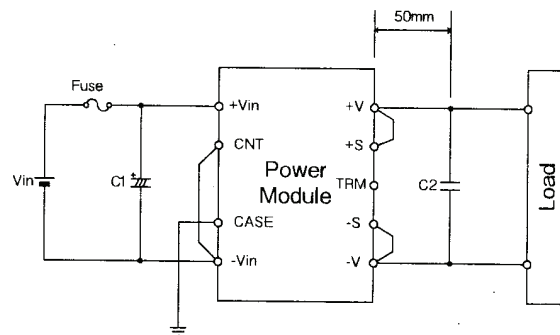 50mm
Fuse
+Vin
+V
CNT
+S
Vin
+
C1
Power
Module
TRM
C2
Load
CASE
-S
-Vin
-V